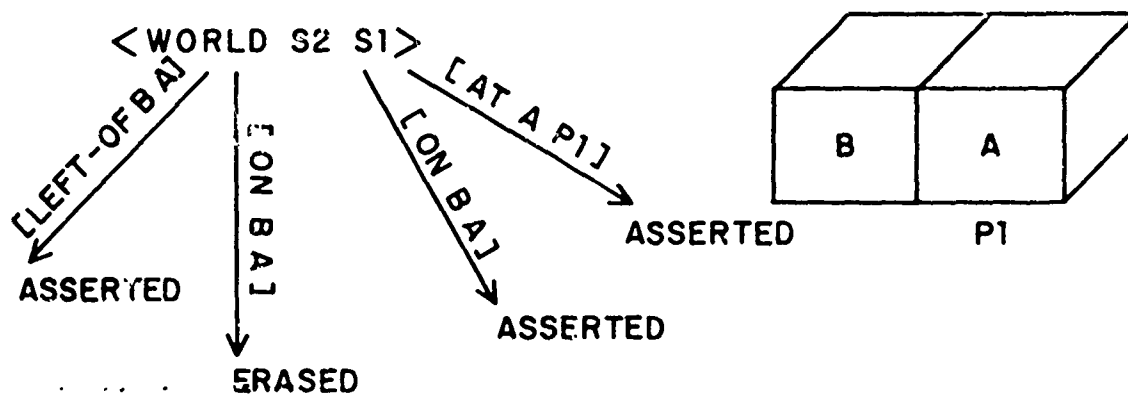 <WORLD S2 S1>
[LEFT-OF B A]
[ON B A]
[ON B A]
[AT A P1]
B
A
P1
ASSERTED
ASSERTED
ASSERTED
ERASED